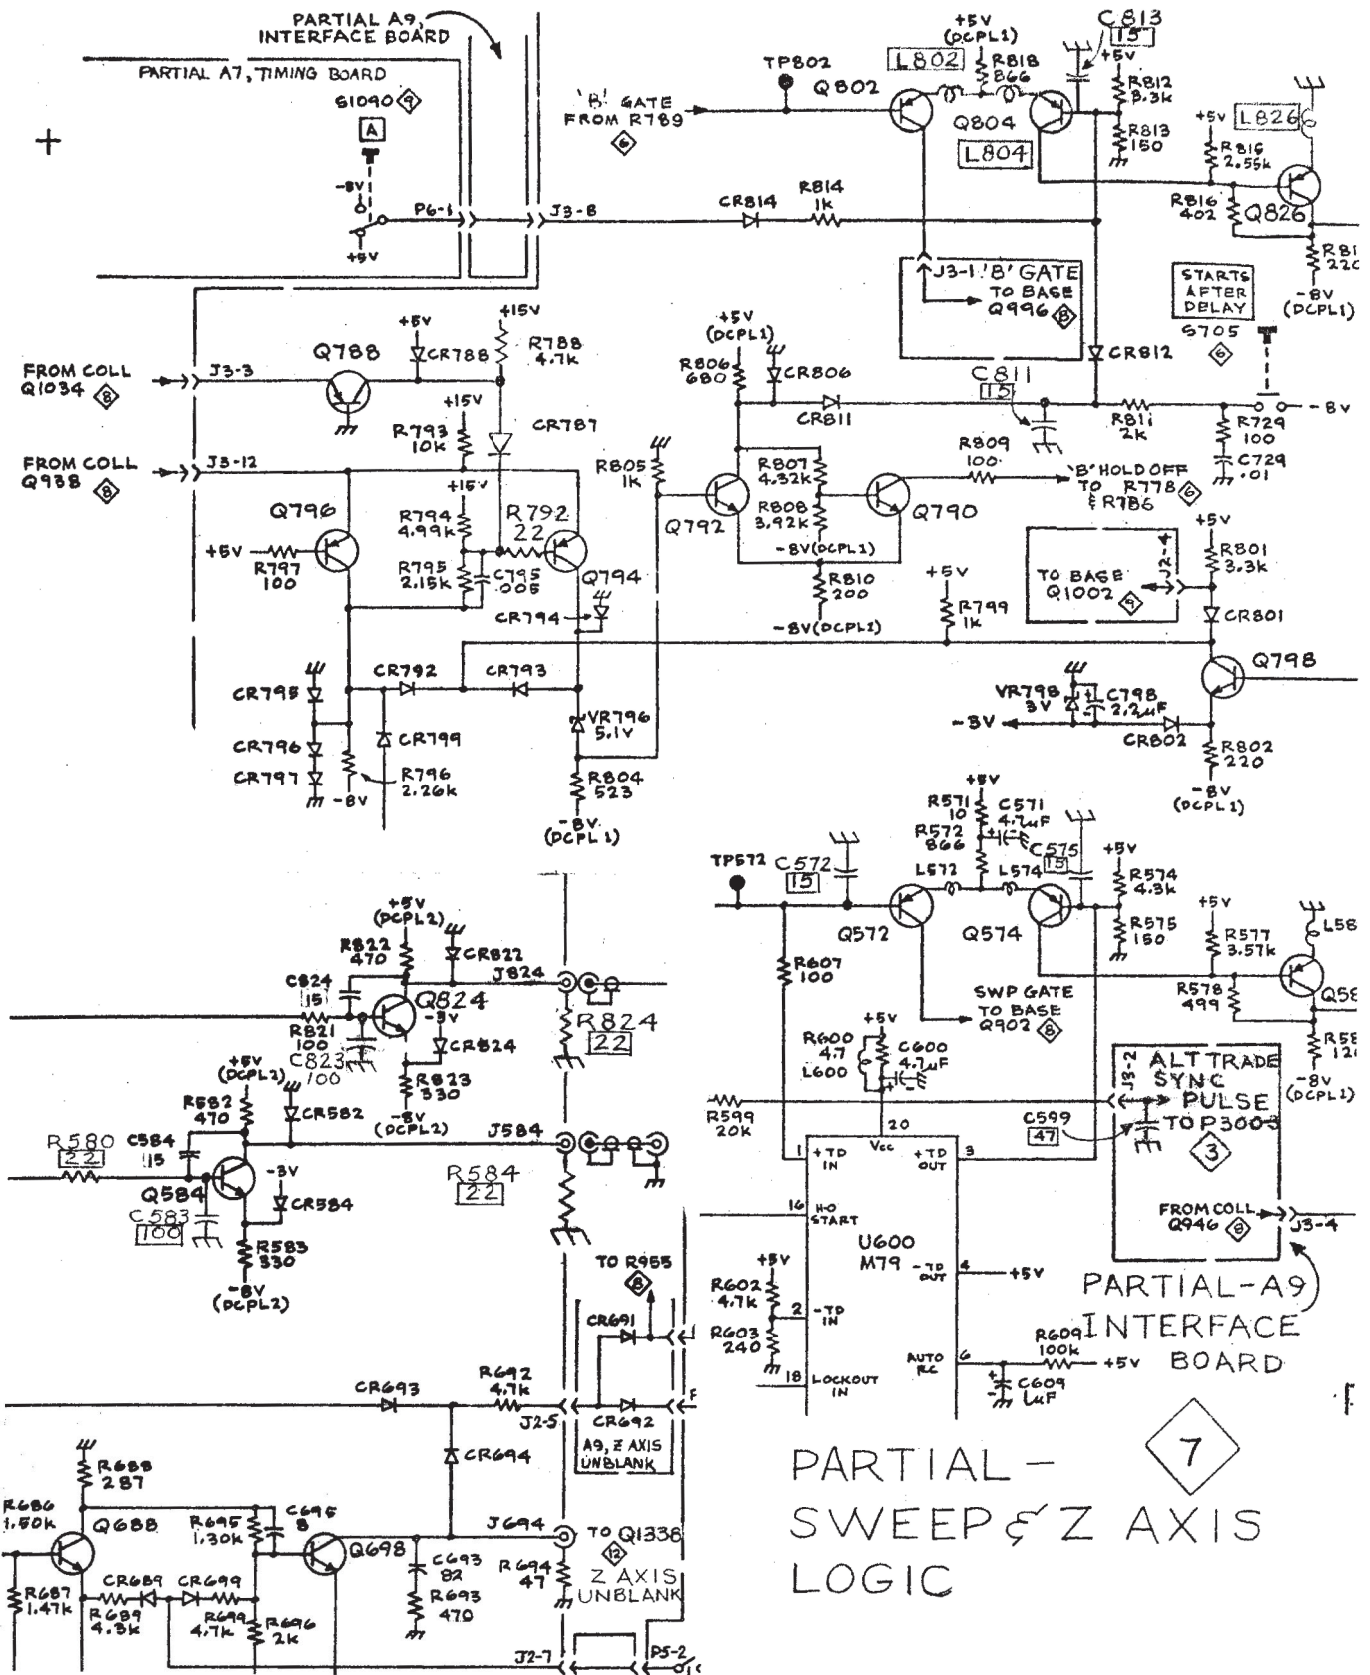 PARTIAL A9,
INTERFACE BOARD
PARTIAL A7, TIMING BOARD
S1090 9
A
-8V
+5V
P6-1
J3-8
'B' GATE
FROM R789
6
TP802
Q802
+5V
(DCPL1)
L802
R818
866
C813
15
+5V
R812
3.3k
Q804
L804
R813
150
+5V
L826
R815
2.55k
R816
402
Q826
R81
220
-8V
(DCPL1)
CR814
R814
1k
J3-1 'B' GATE
TO BASE
Q996 8
STARTS
AFTER
DELAY
S705
6
-8V
CR812
C811
15
R811
2k
R729
100
C729
.01
FROM COLL
Q1034 8
J3-3
Q788
+5V
CR788
+15V
R788
4.7k
+15V
R793
10k
CR787
FROM COLL
Q938 8
J3-12
+15V
R794
4.99k
R792
22
Q796
+5V
R797
100
R795
2.15k
C795
.005
Q794
CR794
+5V
(DCPL1)
R806
680
CR806
CR811
R805
1k
Q792
R807
4.32k
R808
3.92k
-8V(DCPL1)
R810
200
-8V(DCPL1)
Q790
R809
100
'B' HOLD OFF
TO R778 6
& R786
+5V
R799
1k
TO BASE
Q1002 9
J2-4
+5V
R801
3.3k
CR801
Q798
VR798
3V
C798
2.2µF
-3V
CR802
R802
220
-8V
(DCPL1)
CR795
CR792
CR793
CR796
CR797
CR799
R796
2.26k
-8V
VR796
5.1V
R804
523
-8V
(DCPL1)
+5V
R571
10
C571
4.7µF
R572
866
TP572
C572
15
L572
L574
C575
15
+5V
R574
4.3k
Q572
Q574
R575
150
+5V
R577
3.57k
L58
R578
499
Q58
R58
12
-8V
(DCPL1)
R607
100
SWP GATE
TO BASE
Q902 8
+5V
(DCPL2)
R822
470
CR822
J824
C824
15
Q824
-3V
R821
100
C823
100
CR824
R823
330
-8V
(DCPL2)
R824
22
+5V
(DCPL2)
R582
470
CR582
J584
R580
22
C584
15
Q584
-3V
C583
100
CR584
R583
330
-8V
(DCPL2)
R584
22
+5V
R600
4.7
L600
C600
4.7µF
R599
20k
J3-2
ALT TRADE
SYNC
PULSE
TO P3003
3
C599
47
FROM COLL
Q946 8
J3-4
20
VCC
1
+TD
IN
+TD
OUT
3
16
HO
START
U600
M79
-TD
OUT
4
+5V
+5V
R602
4.7k
2
-TD
IN
R603
240
18
LOCKOUT
IN
AUTO
RC
6
R609
100k
+5V
C609
1µF
PARTIAL-A9
INTERFACE
BOARD
TO R955
8
CR691
CR693
R692
4.7k
J2-5
CR692
A9, Z AXIS
UNBLANK
CR694
R688
287
R686
1.50k
Q688
R695
1.30k
C695
8
J694
TO Q1338
12
Z AXIS
UNBLANK
Q698
C693
82
R694
47
R687
1.47k
CR689
CR699
R689
4.3k
R699
4.7k
R696
2k
R693
470
J2-7
P5-2
PARTIAL-
SWEEP & Z AXIS
LOGIC
7